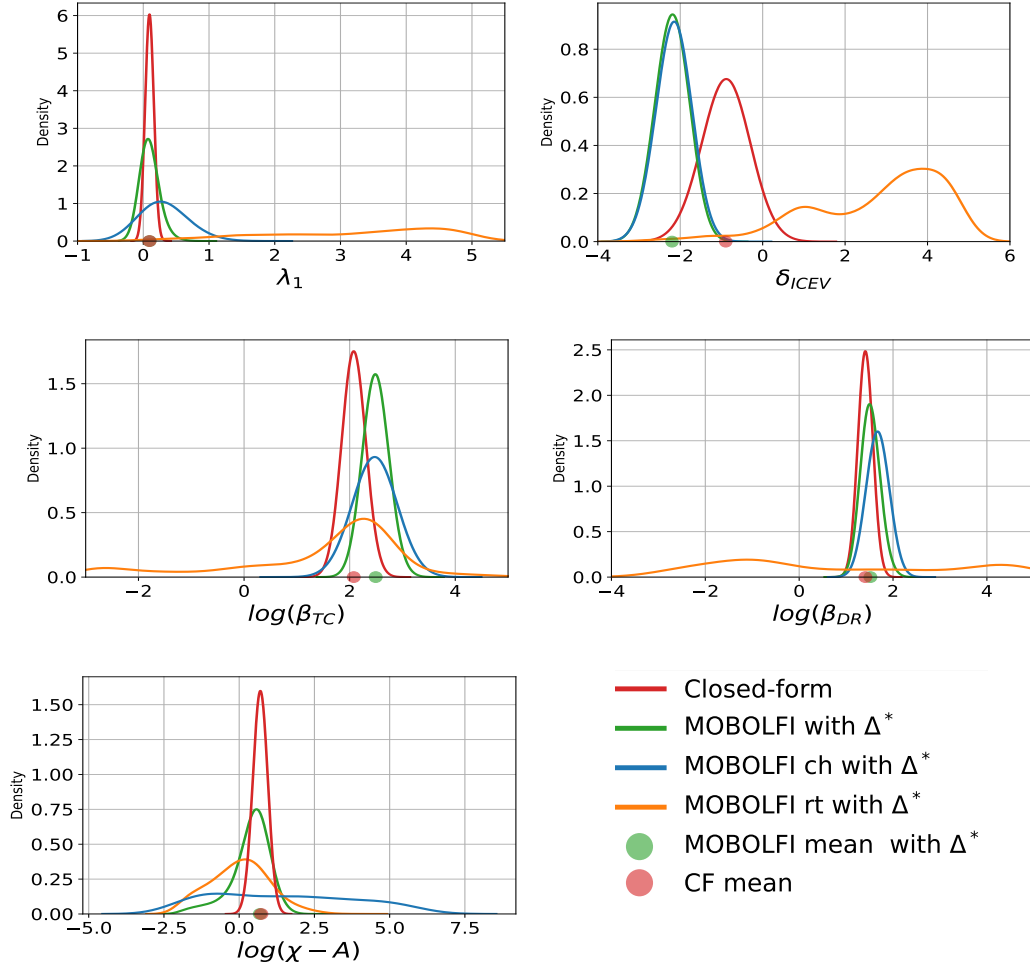 6
5
4
3
2
1
0
Density
−1 0 1 2 3 4 5
λ1
0.8
0.6
0.4
0.2
0.0
Density
−4 −2 0 2 4 6
δICEV
1.5
1.0
0.5
0.0
Density
−2 0 2 4
log(βTC)
2.5
2.0
1.5
1.0
0.5
0.0
Density
−4 −2 0 2 4
log(βDR)
1.50
1.25
1.00
0.75
0.50
0.25
0.00
Density
−5.0 −2.5 0.0 2.5 5.0 7.5
log(χ − A)
Closed-form
MOBOLFI with Δ*
MOBOLFI ch with Δ*
MOBOLFI rt with Δ*
MOBOLFI mean with Δ*
CF mean